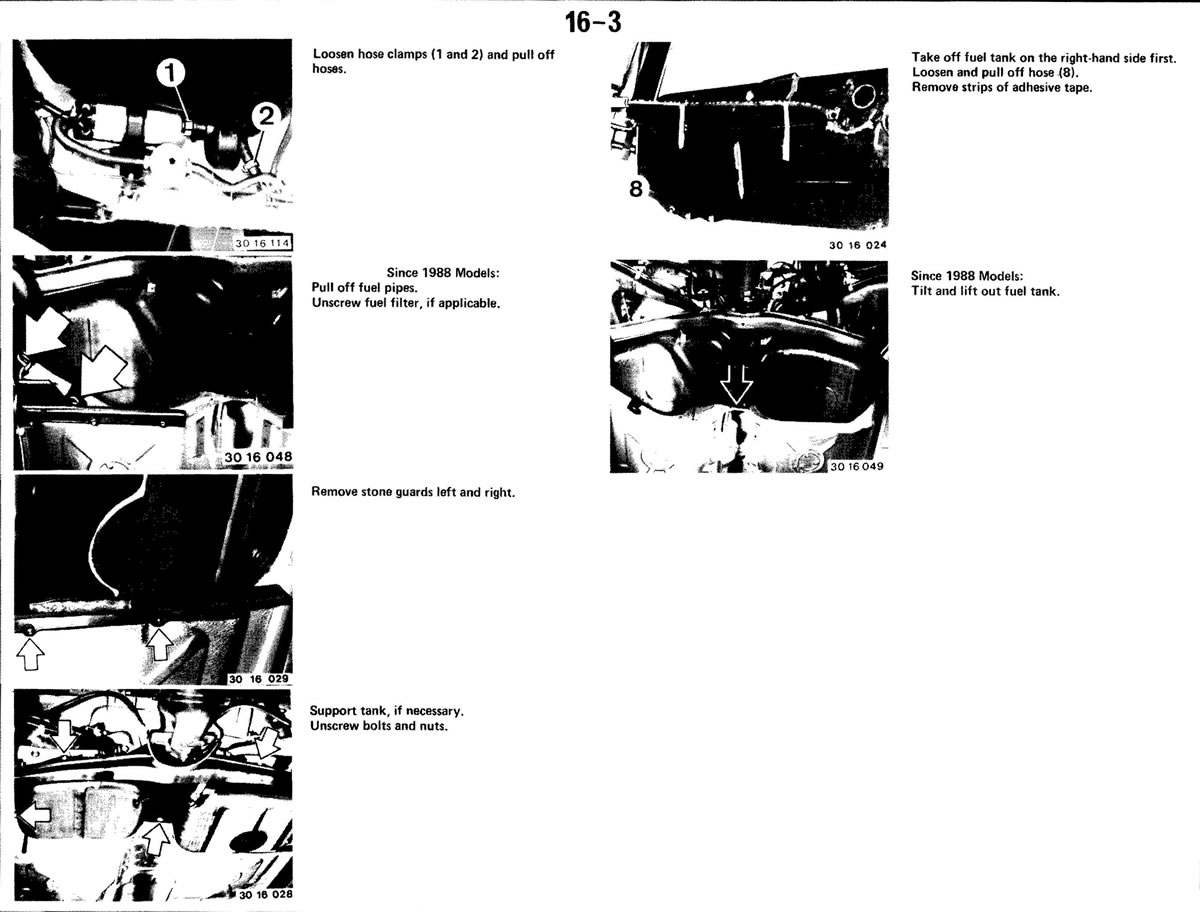 16-3
1
2
30 16 114
Loosen hose clamps (1 and 2) and pull off
hoses.
30 16 048
Since 1988 Models:
Pull off fuel pipes.
Unscrew fuel filter, if applicable.
30 16 029
Remove stone guards left and right.
30 16 028
Support tank, if necessary.
Unscrew bolts and nuts.
8
30 16 024
Take off fuel tank on the right-hand side first.
Loosen and pull off hose (8).
Remove strips of adhesive tape.
30 16 049
Since 1988 Models:
Tilt and lift out fuel tank.